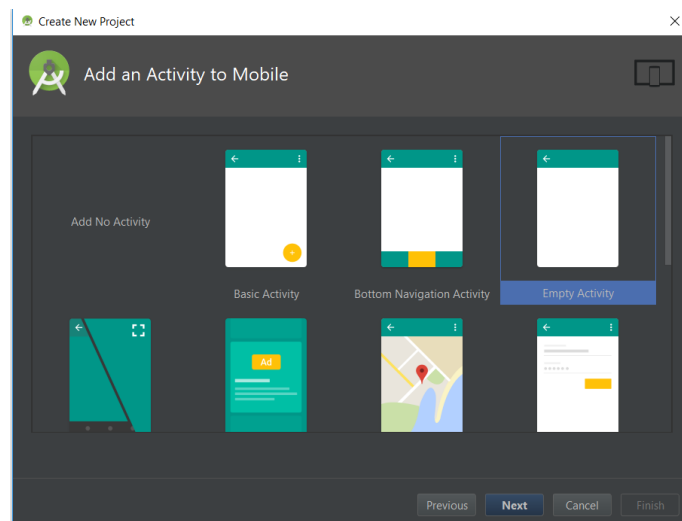 Create New Project
Add an Activity to Mobile
Add No Activity
Basic Activity
Bottom Navigation Activity
Empty Activity
Ad
Previous
Next
Cancel
Finish